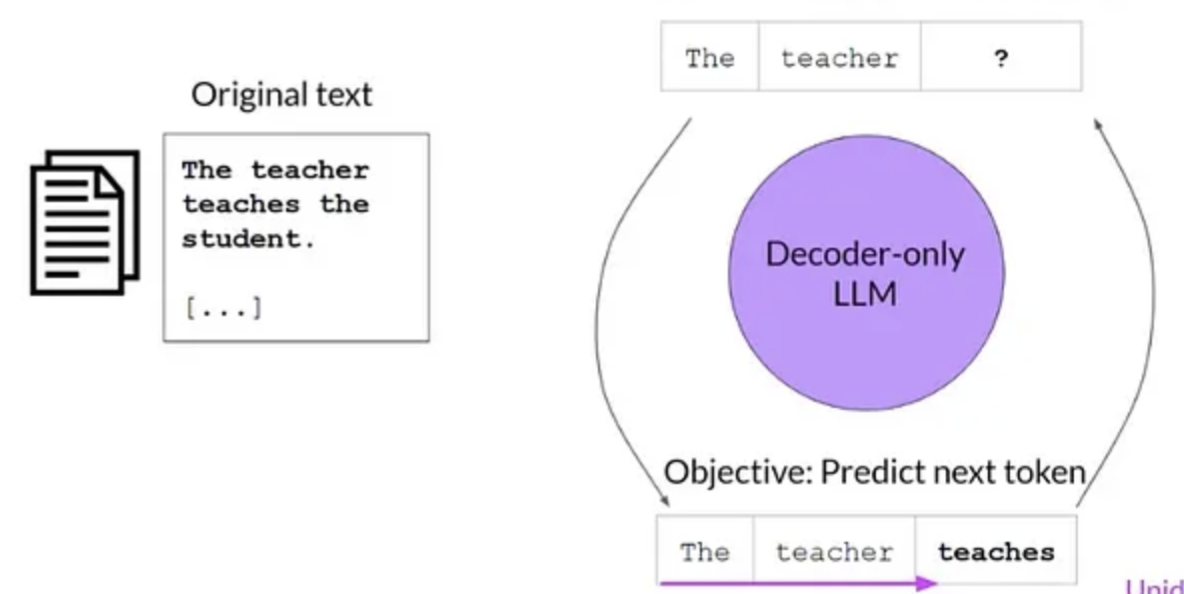 Original text
The teacher
teaches the
student.
[...]
The teacher ?
Decoder-only
LLM
Objective: Predict next token
The teacher teaches